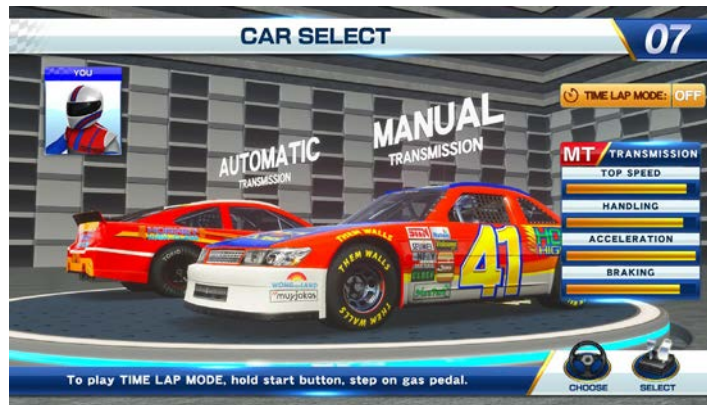 CAR SELECT
07
YOU
TIME LAP MODE: OFF
AUTOMATIC
TRANSMISSION
MANUAL
TRANSMISSION
MT TRANSMISSION
TOP SPEED
HANDLING
ACCELERATION
BRAKING
THEM WALLS
THEM WALLS
THEM WALLS
41
To play TIME LAP MODE, hold start button, step on gas pedal.
CHOOSE
SELECT